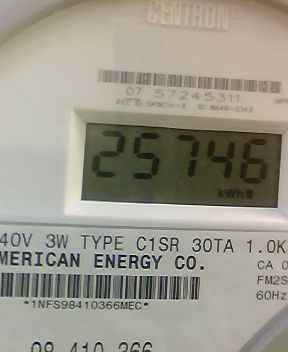 CENTRON®
07 57245311
25746
kWh
40V 3W TYPE C1SR 30TA 1.0K
MERICAN ENERGY CO.
CA 0
FM2S
60Hz
*1NFS98410366MEC*
98 410 366